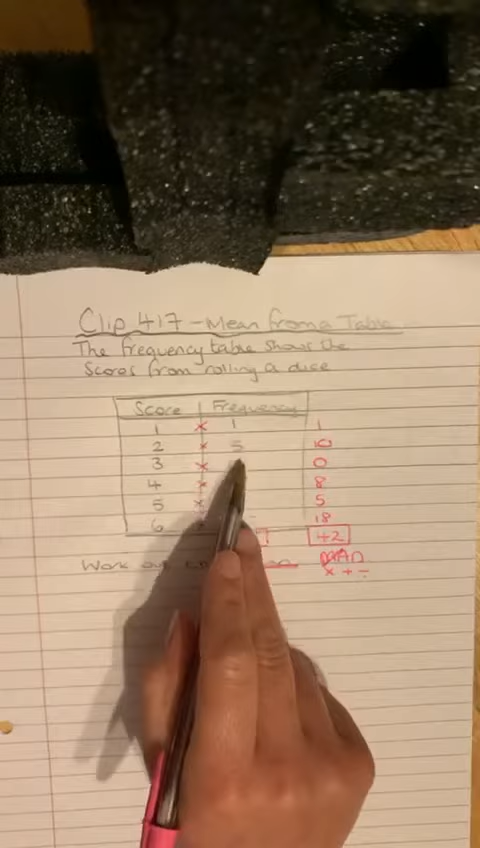 Clip 417 - Mean from a Table
The frequency table shows the
Scores from rolling a dice
Score Frequency
1 x 1 1
2 x 5 10
3 x 0
4 x 8
5 x 5
6 18
42
Work out MAD
x + ÷